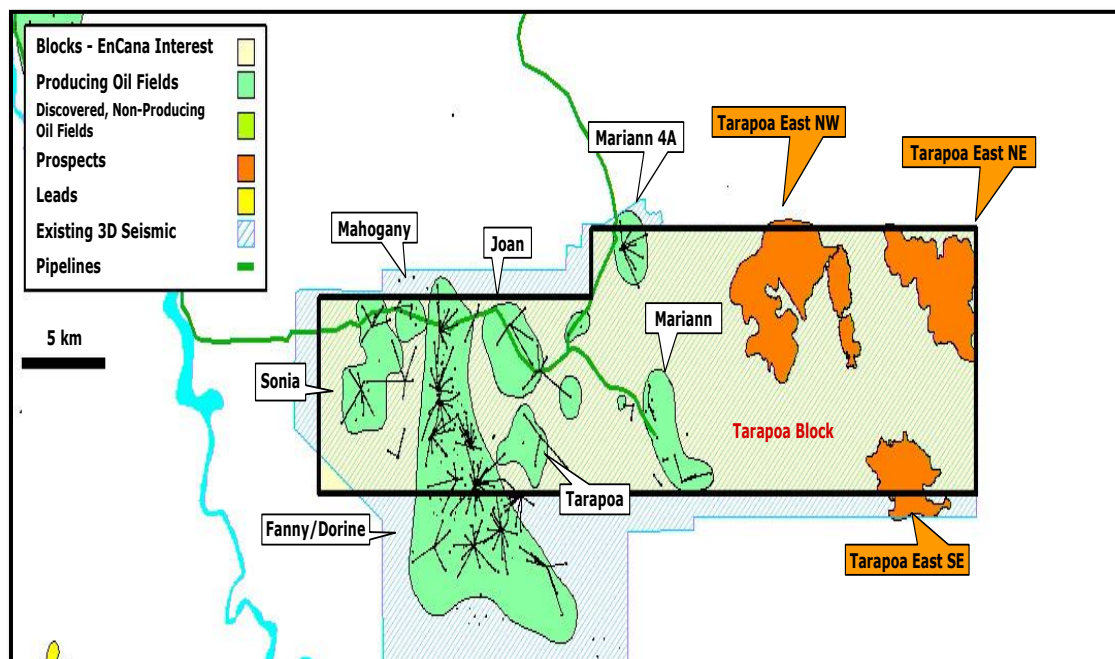 Blocks - EnCana Interest
Producing Oil Fields
Discovered, Non-Producing
Oil Fields
Prospects
Leads
Existing 3D Seismic
Pipelines
5 km
Mariann 4A
Tarapoa East NW
Tarapoa East NE
Mahogany
Joan
Mariann
Sonia
Tarapoa Block
Tarapoa
Fanny/Dorine
Tarapoa East SE